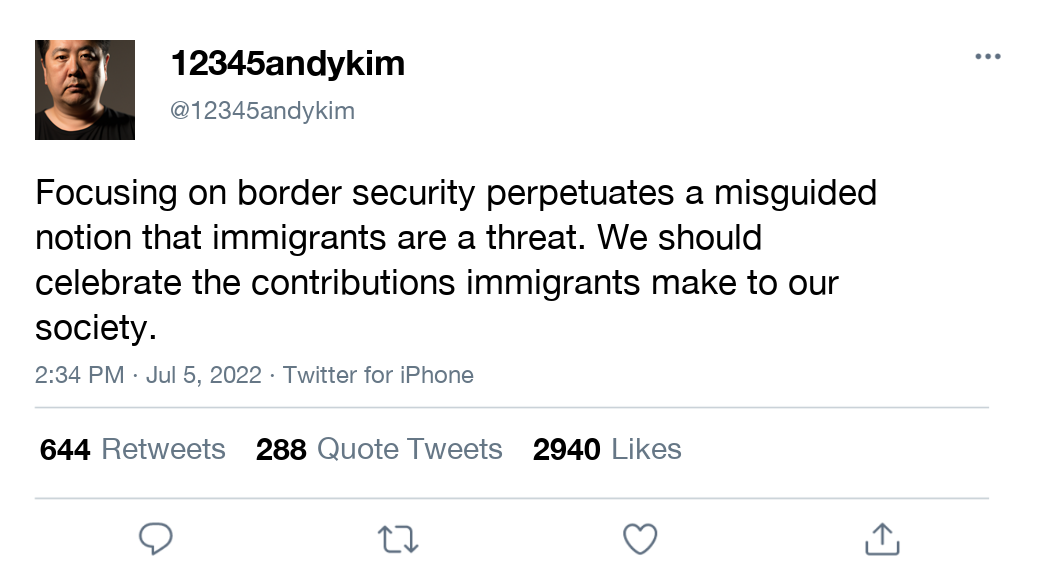 12345andykim
@12345andykim
Focusing on border security perpetuates a misguided
notion that immigrants are a threat. We should
celebrate the contributions immigrants make to our
society.
2:34 PM · Jul 5, 2022 · Twitter for iPhone
644 Retweets 288 Quote Tweets 2940 Likes